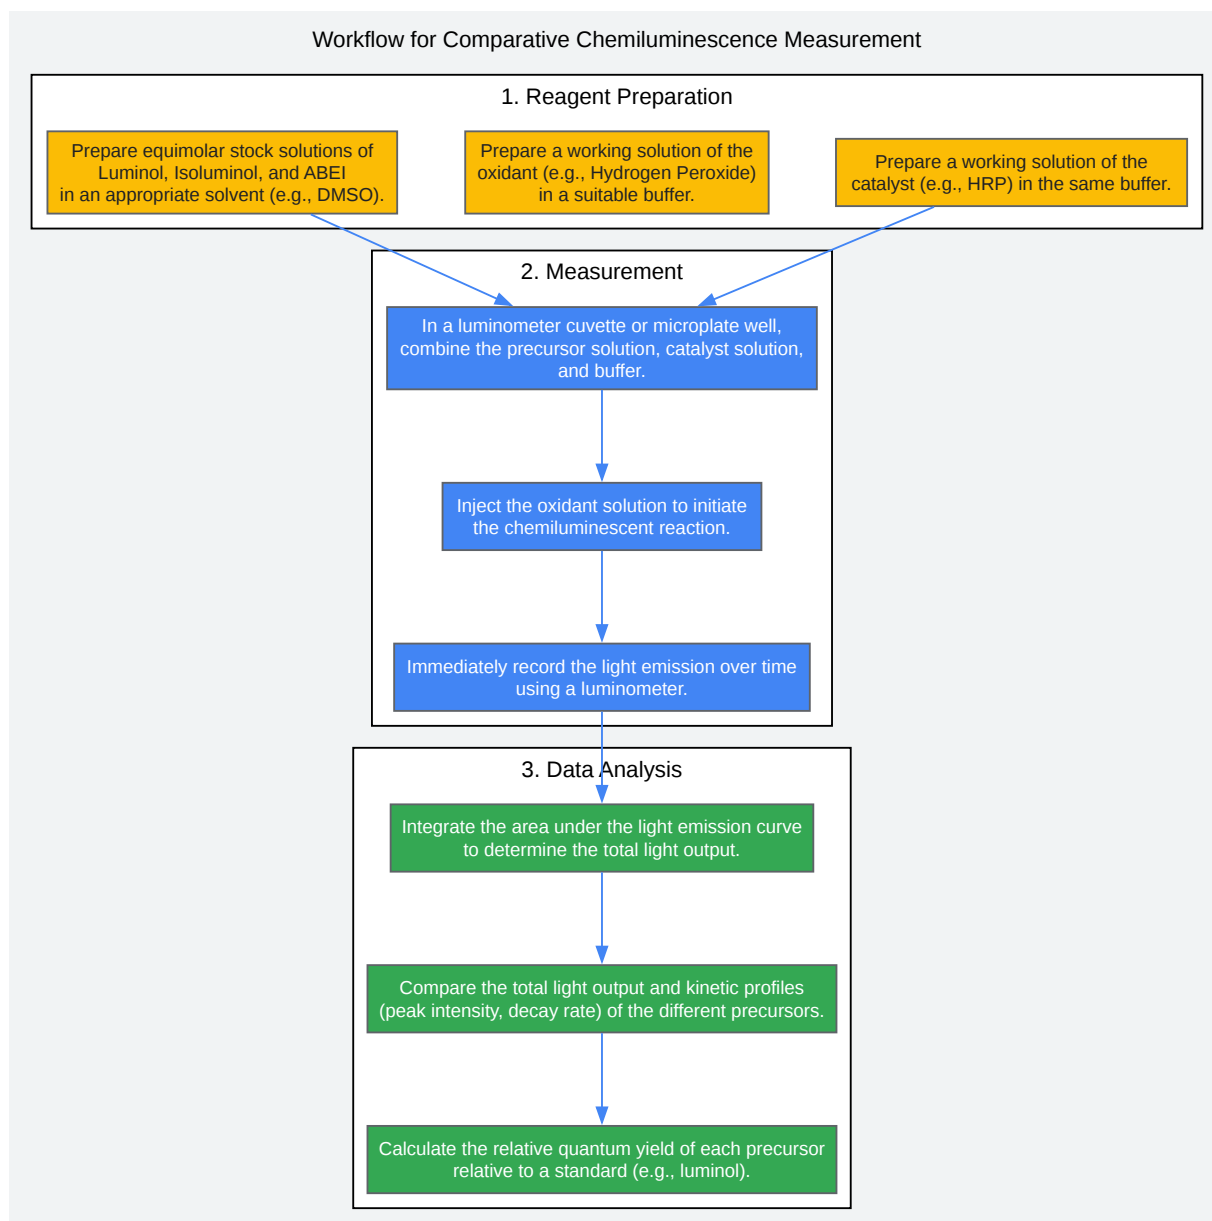 Workflow for Comparative Chemiluminescence Measurement
1. Reagent Preparation
Prepare equimolar stock solutions of
Luminol, Isoluminol, and ABEI
in an appropriate solvent (e.g., DMSO).
Prepare a working solution of the
oxidant (e.g., Hydrogen Peroxide)
in a suitable buffer.
Prepare a working solution of the
catalyst (e.g., HRP) in the same buffer.
2. Measurement
In a luminometer cuvette or microplate well,
combine the precursor solution, catalyst solution,
and buffer.
Inject the oxidant solution to initiate
the chemiluminescent reaction.
Immediately record the light emission over time
using a luminometer.
3. Data Analysis
Integrate the area under the light emission curve
to determine the total light output.
Compare the total light output and kinetic profiles
(peak intensity, decay rate) of the different precursors.
Calculate the relative quantum yield of each precursor
relative to a standard (e.g., luminol).